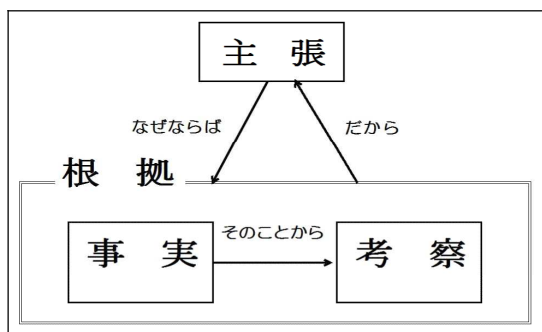 主　張
なぜならば
だから
根　拠
そのことから
事　実
考　察